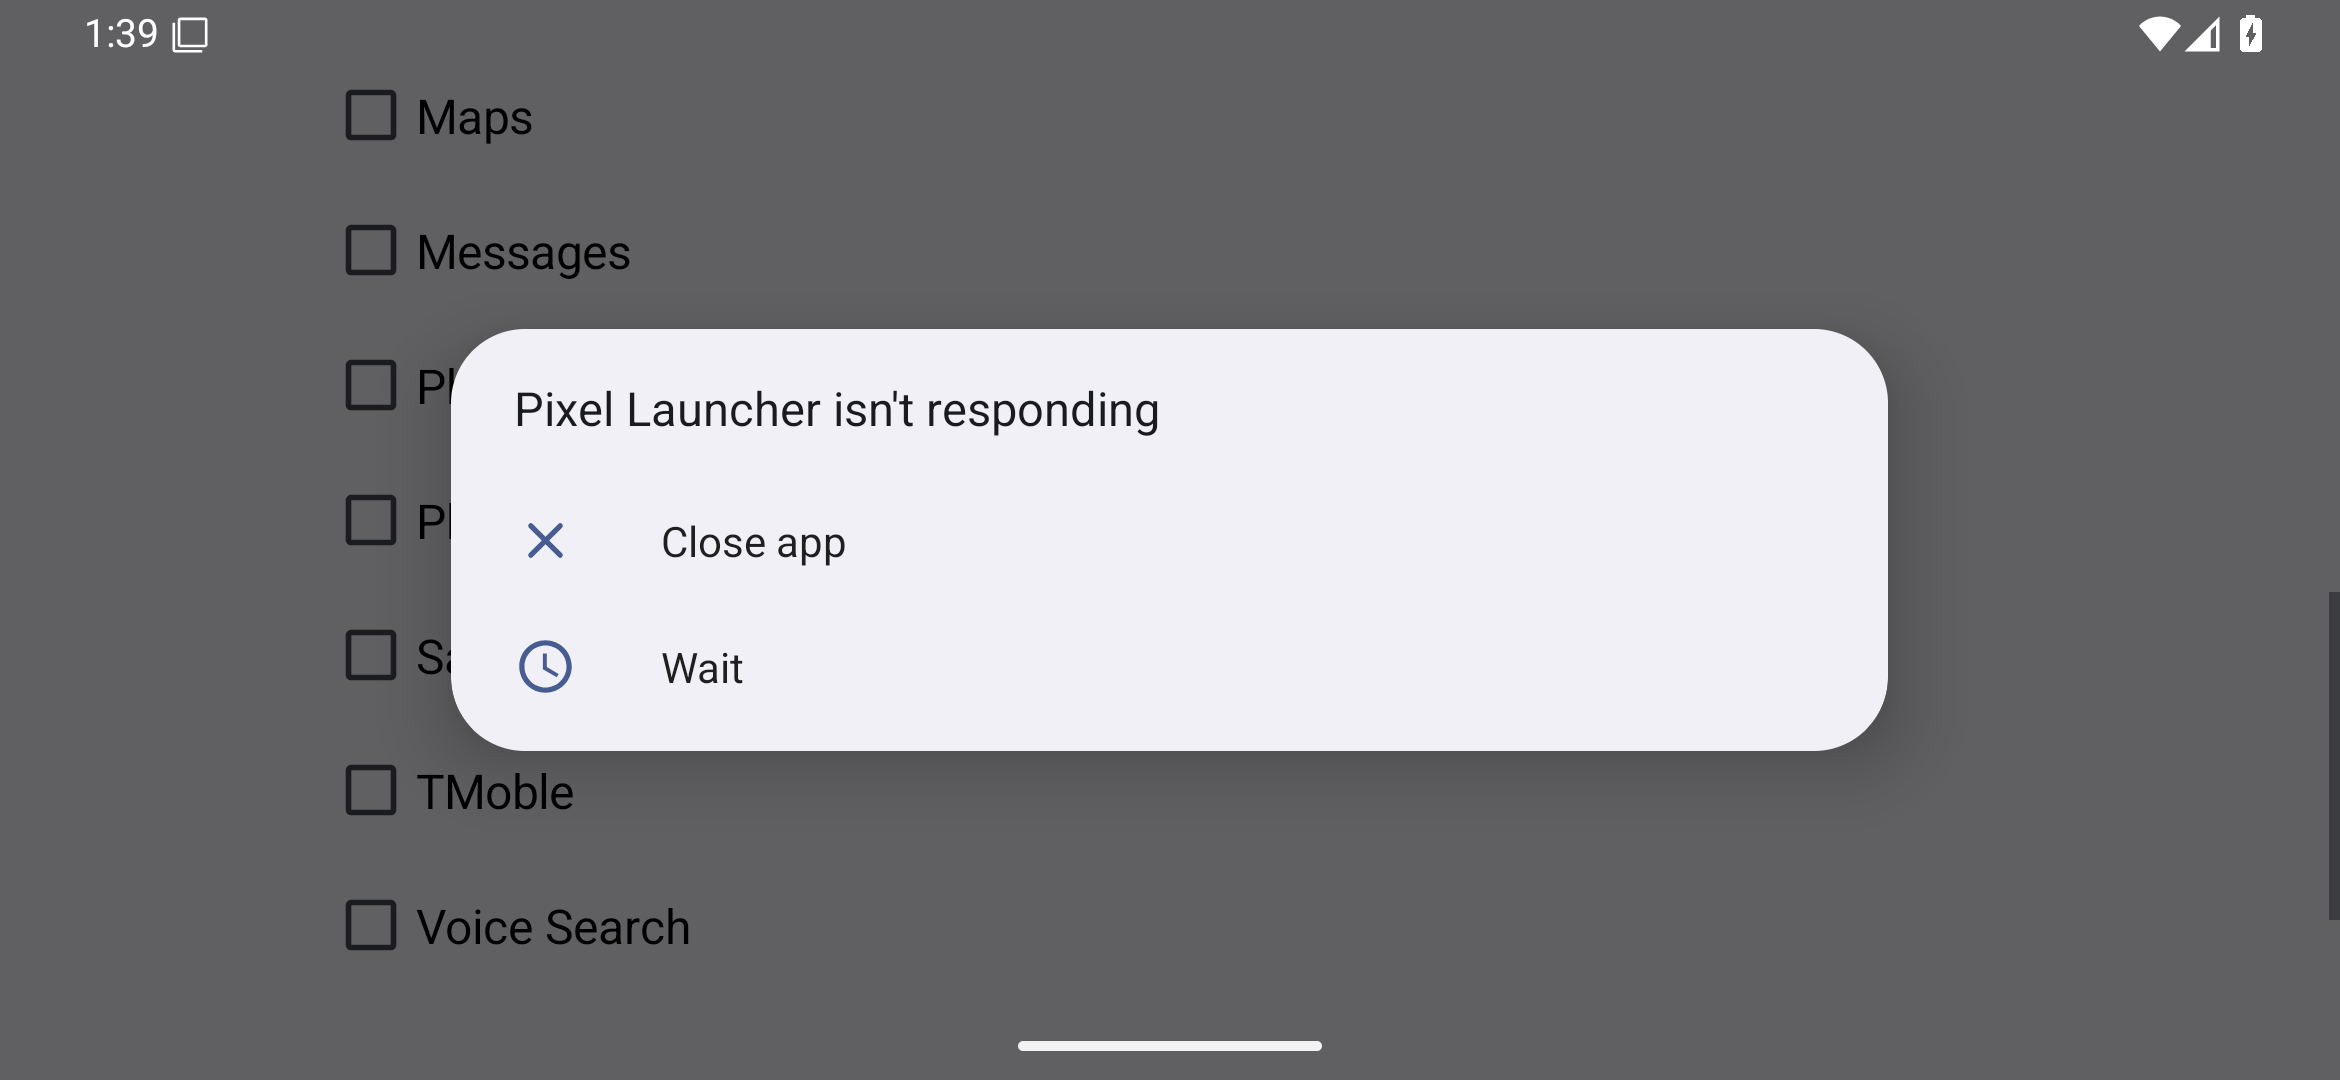 1:39
Maps
Messages
Pixel Launcher isn't responding
Close app
Wait
TMoble
Voice Search